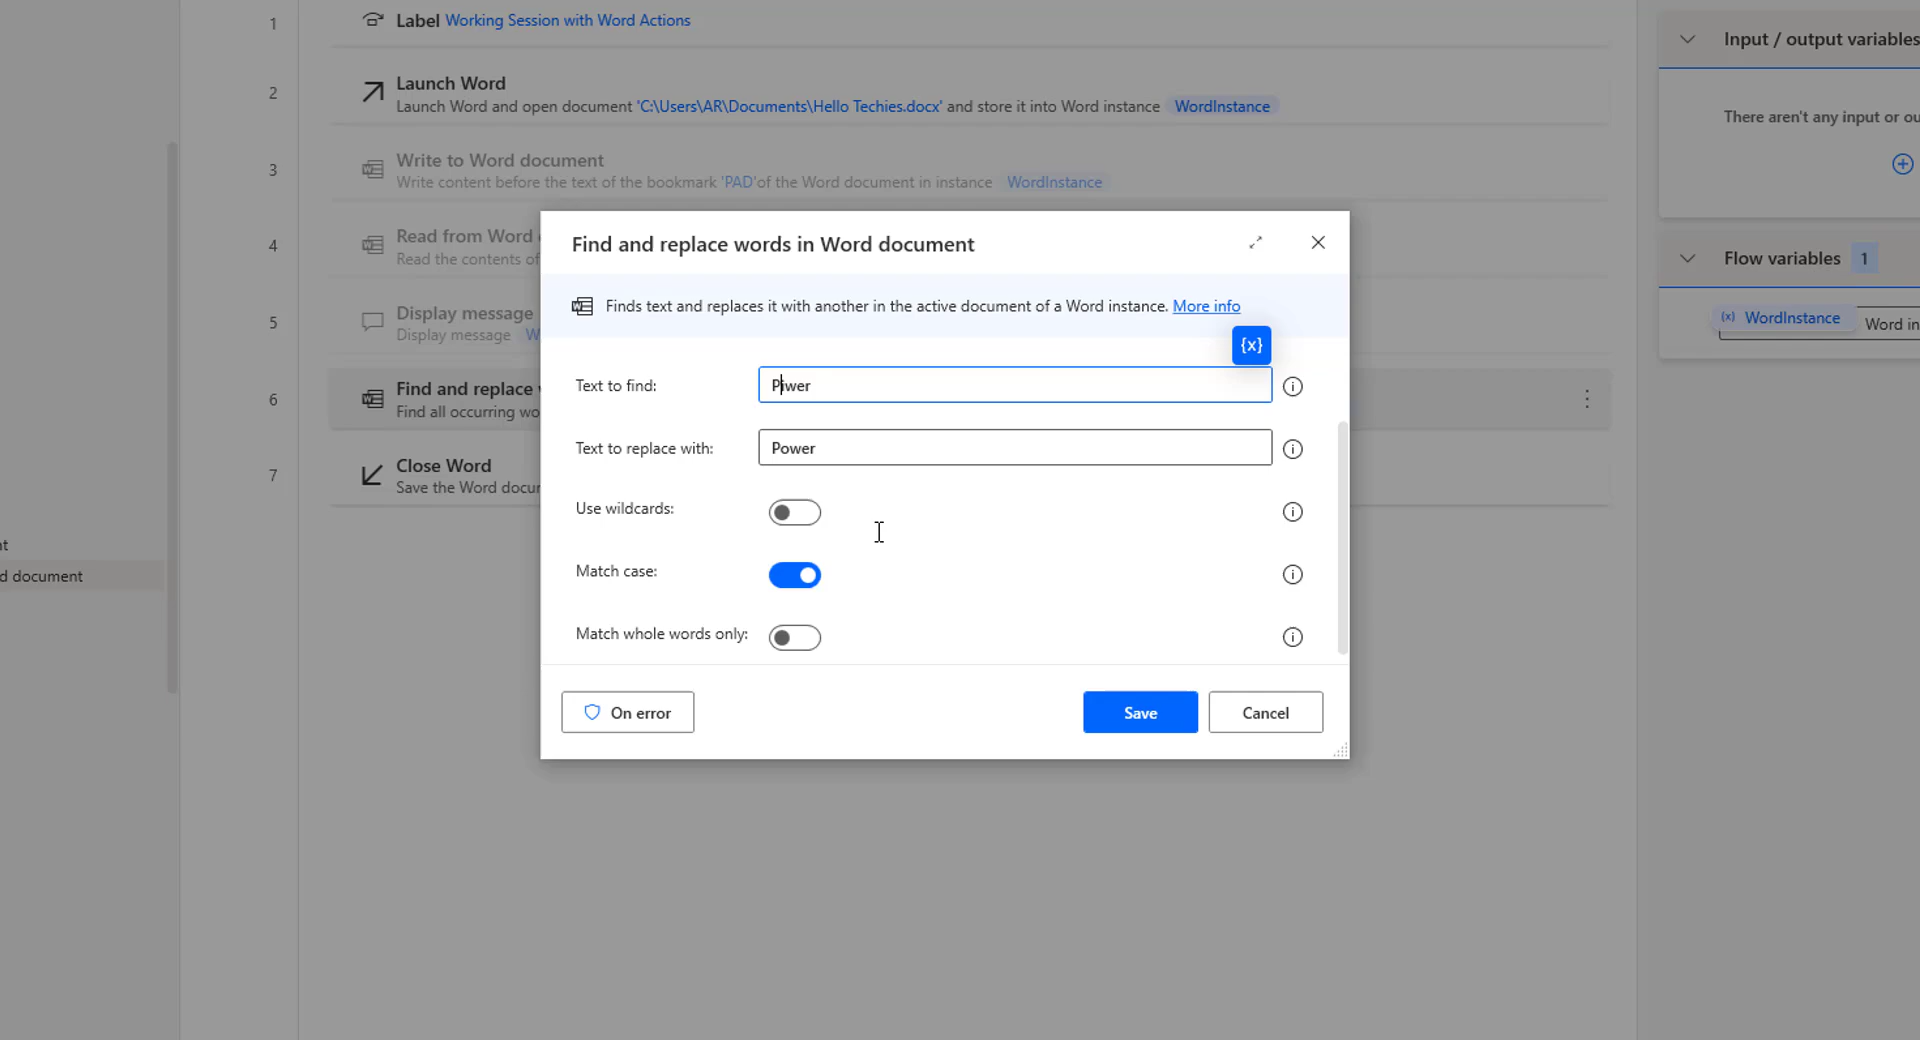 1 Label Working Session with Word Actions
2 Launch Word
Launch Word and open document 'C:\Users\AR\Documents\Hello Techies.docx' and store it into Word instance WordInstance
3 Write to Word document
Write content before the text of the bookmark 'PAD'of the Word document in instance WordInstance
4 Read from Word
Read the contents of
5 Display message
Display message W
6 Find and replace
Find all occurring wo
7 Close Word
Save the Word docu
d document
Find and replace words in Word document
Finds text and replaces it with another in the active document of a Word instance. More info
{x}
Text to find: Piwer
Text to replace with: Power
Use wildcards:
Match case:
Match whole words only:
On error
Save
Cancel
Input / output variables
There aren't any input or ou
Flow variables 1
(x) WordInstance Word in